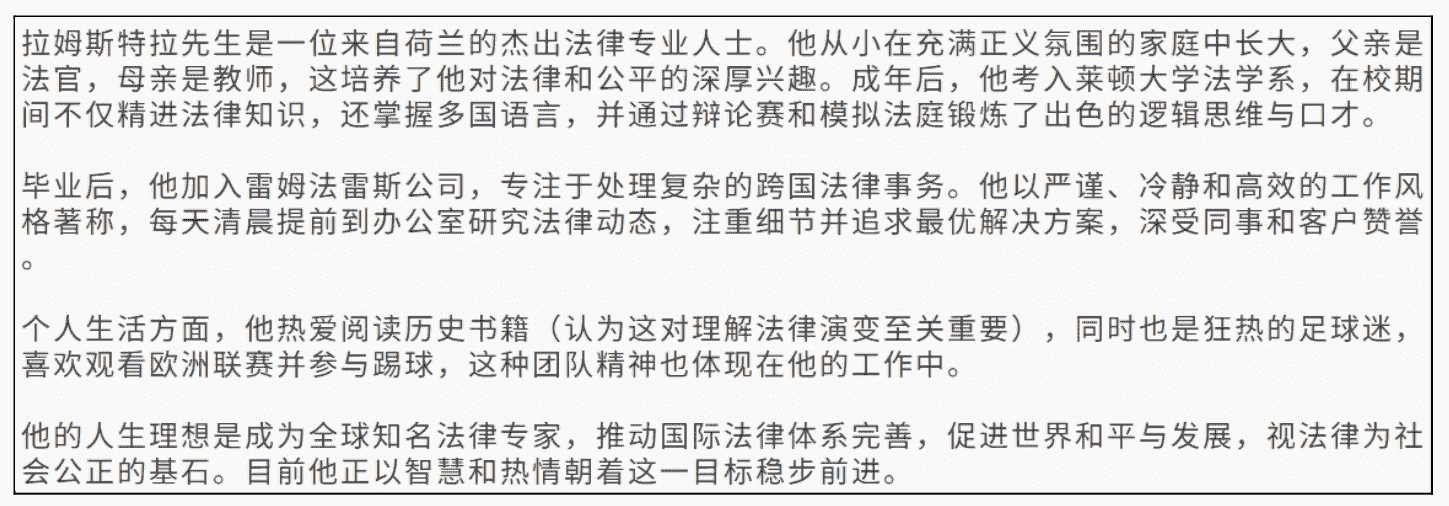 拉姆斯特拉先生是一位来自荷兰的杰出法律专业人士。他从小在充满正义氛围的家庭中长大，父亲是
法官，母亲是教师，这培养了他对法律和公平的深厚兴趣。成年后，他考入莱顿大学法学系，在校期
间不仅精进法律知识，还掌握多国语言，并通过辩论赛和模拟法庭锻炼了出色的逻辑思维与口才。
毕业后，他加入雷姆法雷斯公司，专注于处理复杂的跨国法律事务。他以严谨、冷静和高效的工作风
格著称，每天清晨提前到办公室研究法律动态，注重细节并追求最优解决方案，深受同事和客户赞誉
。
个人生活方面，他热爱阅读历史书籍（认为这对理解法律演变至关重要），同时也是狂热的足球迷，
喜欢观看欧洲联赛并参与踢球，这种团队精神也体现在他的工作中。
他的人生理想是成为全球知名法律专家，推动国际法律体系完善，促进世界和平与发展，视法律为社
会公正的基石。目前他正以智慧和热情朝着这一目标稳步前进。